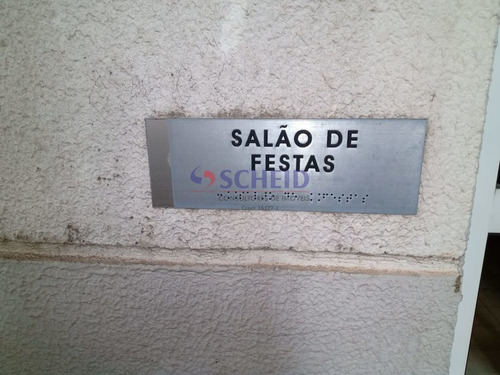 SALÃO DE
FESTAS
SCHEID